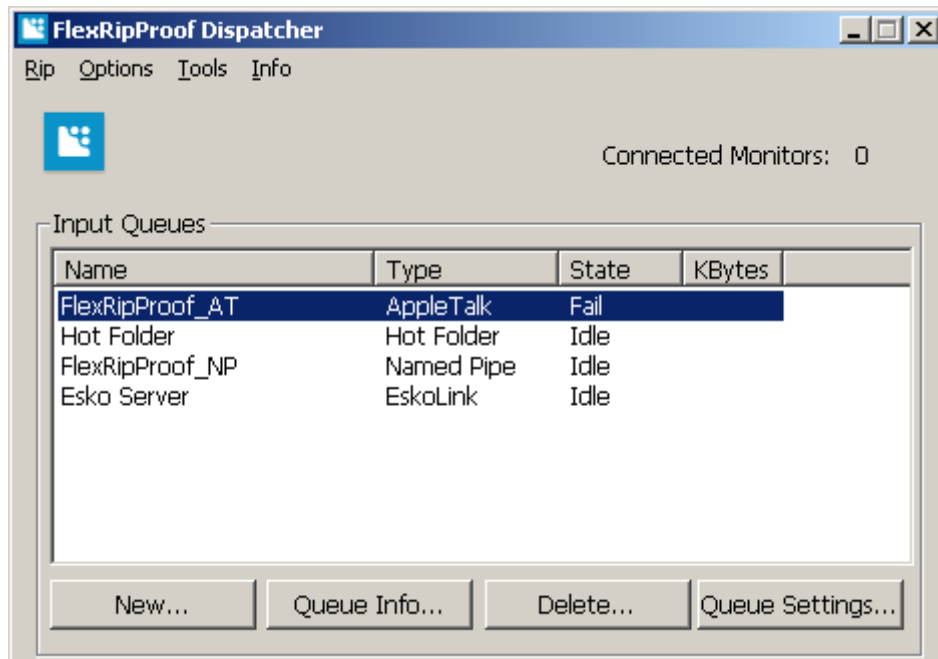 FlexRipProof Dispatcher
Rip Options Tools Info
Connected Monitors: 0
Input Queues
Name Type State KBytes
FlexRipProof_AT AppleTalk Fail
Hot Folder Hot Folder Idle
FlexRipProof_NP Named Pipe Idle
Esko Server EskoLink Idle
New... Queue Info... Delete... Queue Settings...